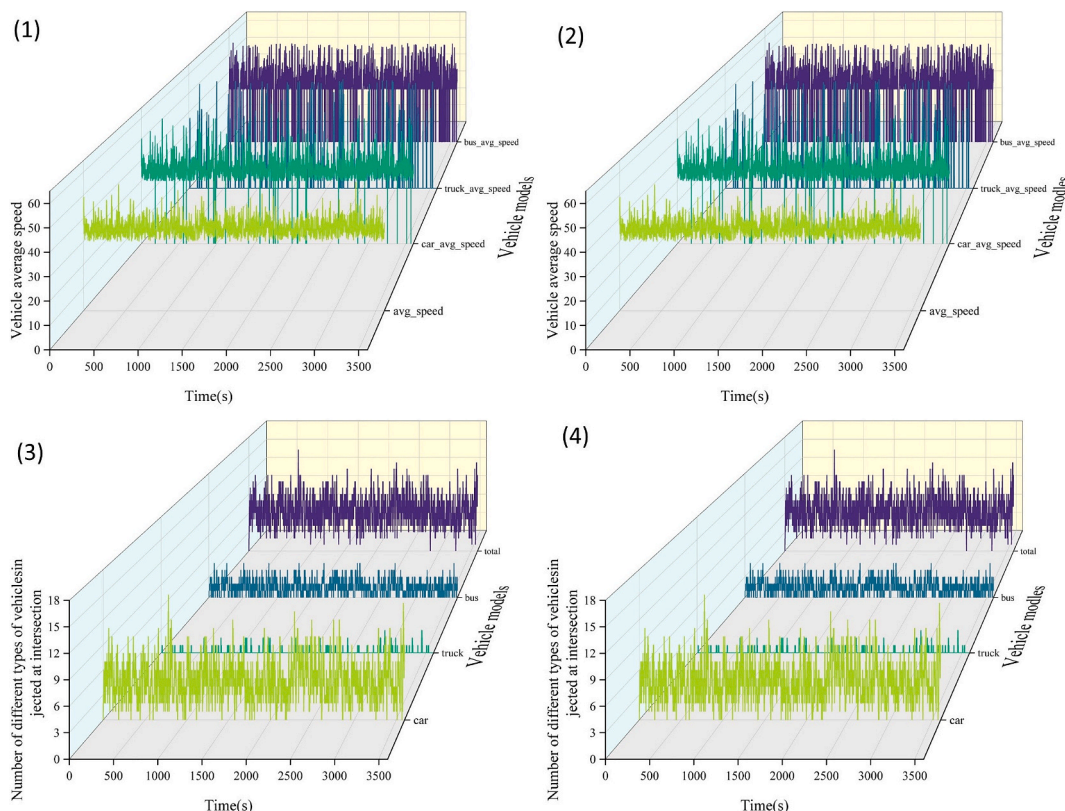 (1)
Vehicle average speed
60
50
40
30
20
10
0
0 500 1000 1500 2000 2500 3000 3500
Time(s)
bus_avg_speed
truck_avg_speed
car_avg_speed
avg_speed
Vehicle models
(2)
Vehicle average speed
60
50
40
30
20
10
0
0 500 1000 1500 2000 2500 3000 3500
Time(s)
bus_avg_speed
truck_avg_speed
car_avg_speed
avg_speed
Vehicle models
(3)
Number of different types of vehiclesin
jected at intersection
18
15
12
9
6
3
0
0 500 1000 1500 2000 2500 3000 3500
Time(s)
total
bus
truck
car
Vehicle models
(4)
Number of different types of vehiclesin
jected at intersection
18
15
12
9
6
3
0
0 500 1000 1500 2000 2500 3000 3500
Time(s)
total
bus
truck
car
Vehicle modles